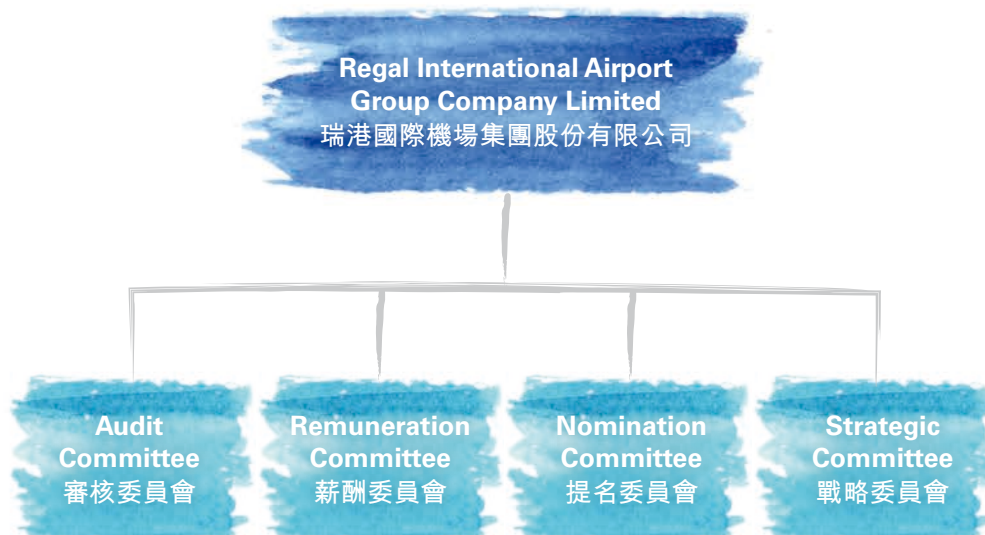 Regal International Airport
Group Company Limited
瑞港國際機場集團股份有限公司
Audit
Committee
審核委員會
Remuneration
Committee
薪酬委員會
Nomination
Committee
提名委員會
Strategic
Committee
戰略委員會